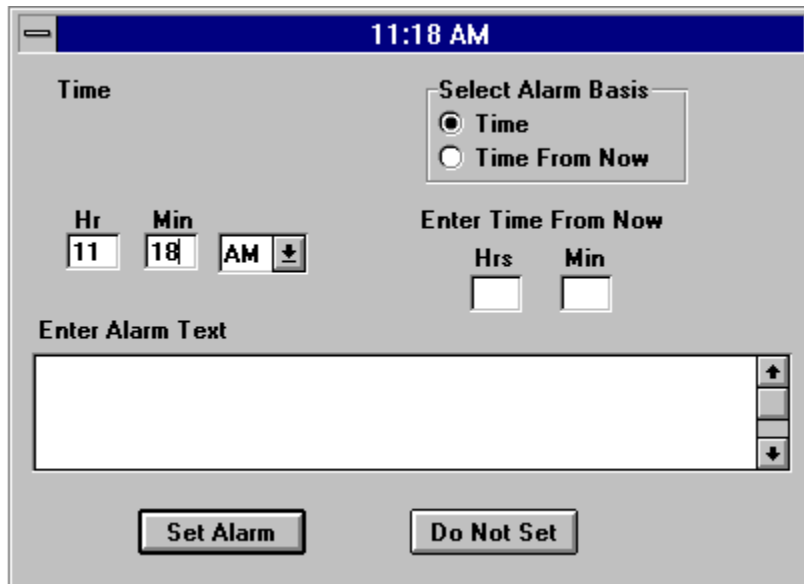 11:18 AM
Time
Select Alarm Basis
Time
Time From Now
Hr Min
11 18 AM
Enter Time From Now
Hrs Min
Enter Alarm Text
Set Alarm Do Not Set